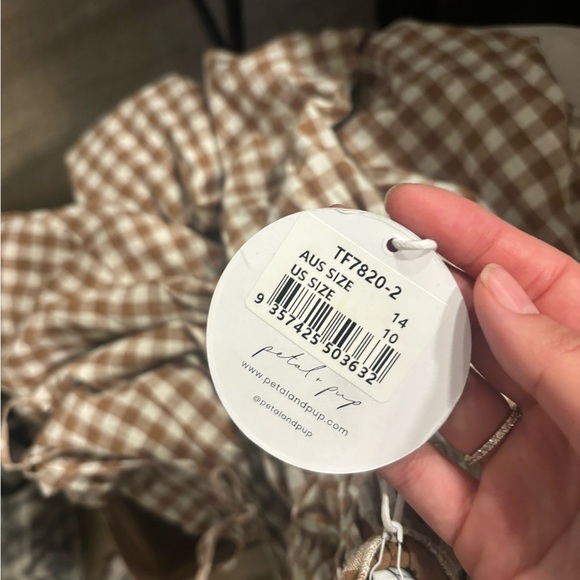 TF7820-2
AUS SIZE 14
US SIZE 10
9 357425 503632
petal + pup
www.petalandpup.com
@petalandpup